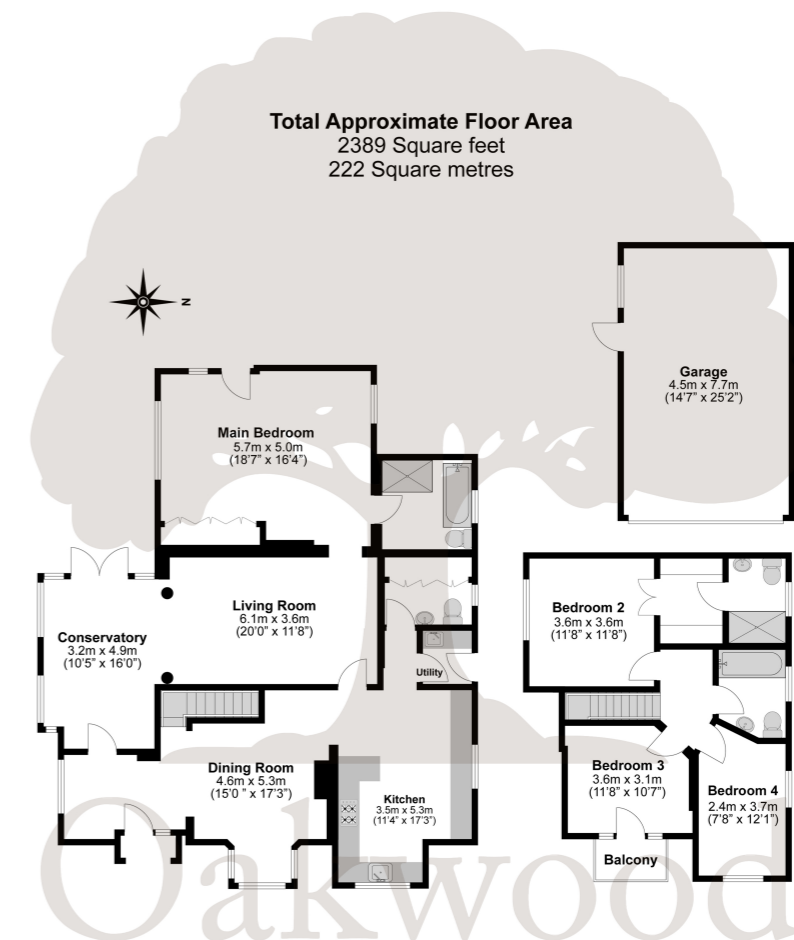 Total Approximate Floor Area
2389 Square feet
222 Square metres
N
Garage
4.5m x 7.7m
(14'7" x 25'2")
Main Bedroom
5.7m x 5.0m
(18'7" x 16'4")
Living Room
6.1m x 3.6m
(20'0" x 11'8")
Conservatory
3.2m x 4.9m
(10'5" x 16'0")
Bedroom 2
3.6m x 3.6m
(11'8" x 11'8")
Utility
Dining Room
4.6m x 5.3m
(15'0 " x 17'3")
Kitchen
3.5m x 5.3m
(11'4" x 17'3")
Bedroom 3
3.6m x 3.1m
(11'8" x 10'7")
Bedroom 4
2.4m x 3.7m
(7'8" x 12'1")
Balcony
Oakwood